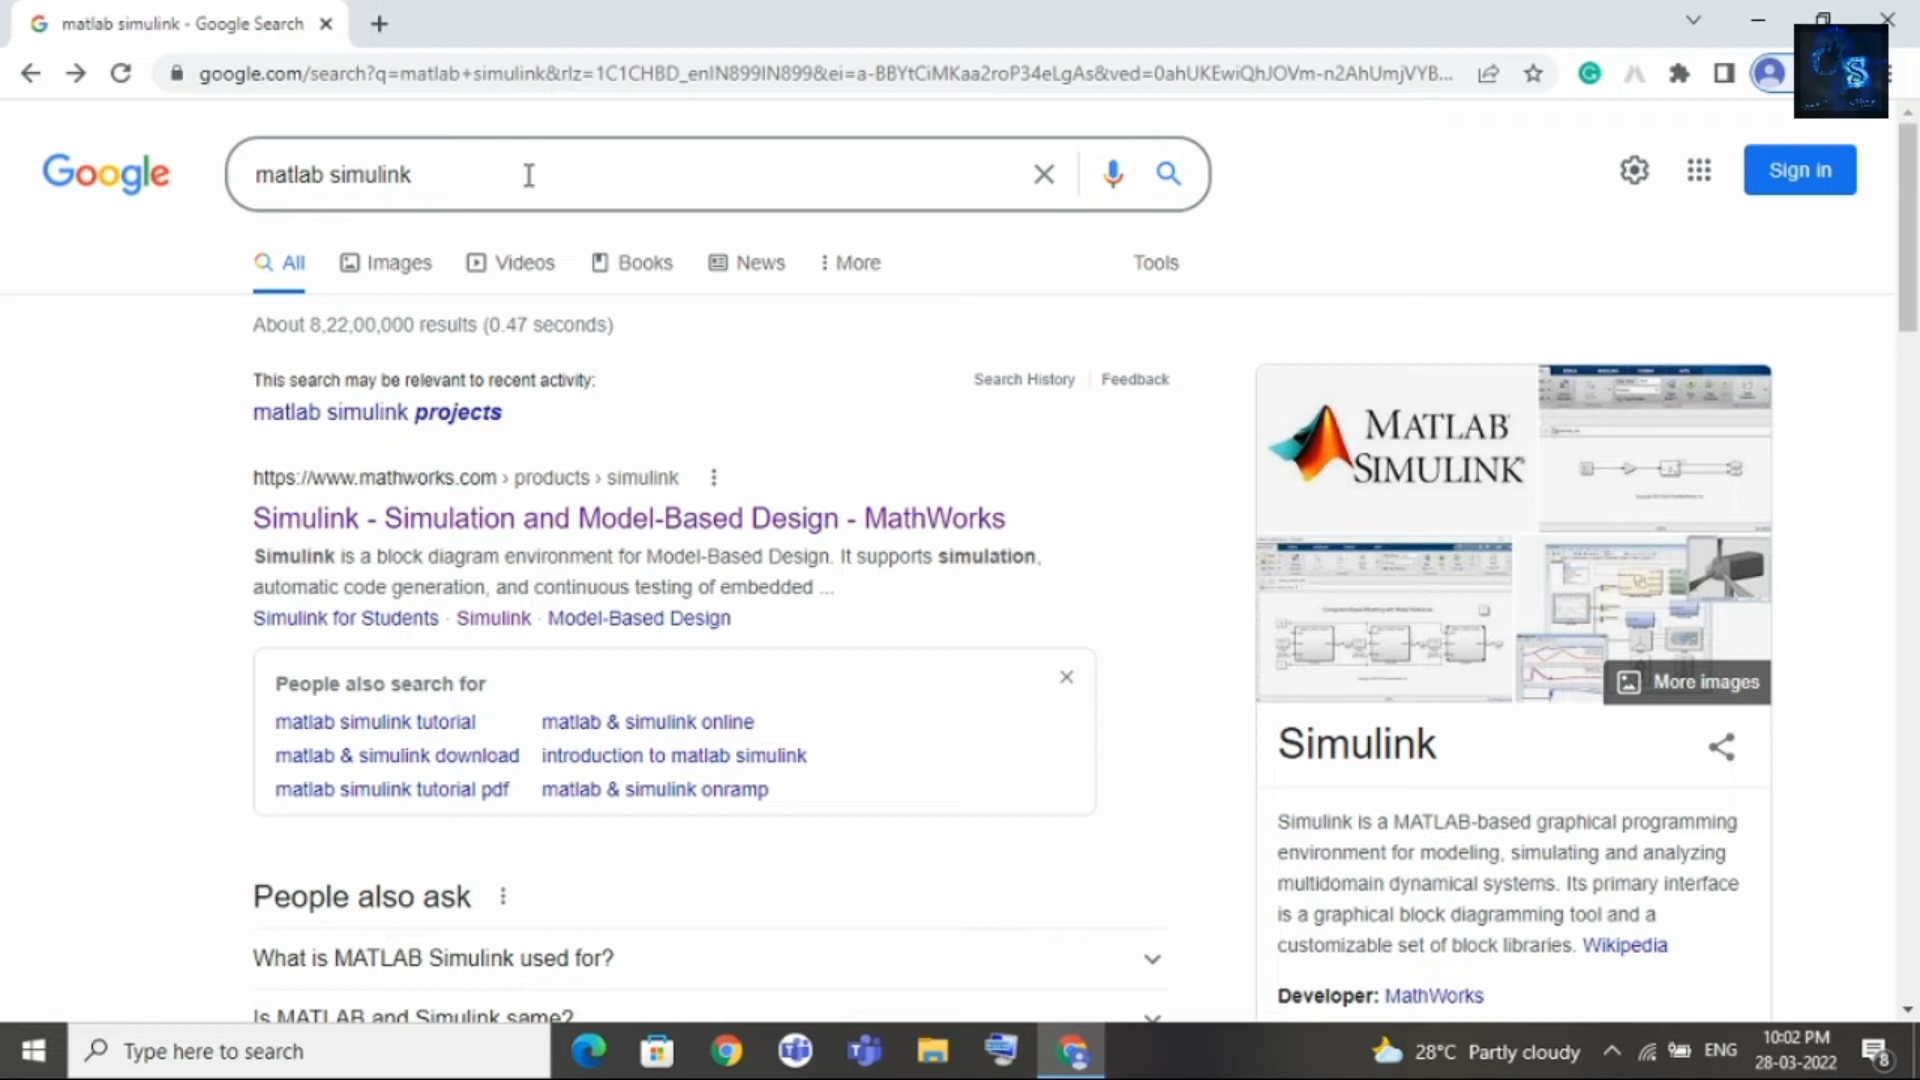 matlab simulink - Google Search
google.com/search?q=matlab+simulink&rlz=1C1CHBD_enIN899IN899&ei=a-BBYtCiMKaa2roP34eLgAs&ved=0ahUKEwiQhJOVm-n2AhUmjVYB...
Google
matlab simulink
Sign in
All
Images
Videos
Books
News
More
Tools
About 8,22,00,000 results (0.47 seconds)
This search may be relevant to recent activity:
Search History
Feedback
matlab simulink projects
https://www.mathworks.com › products › simulink
Simulink - Simulation and Model-Based Design - MathWorks
Simulink is a block diagram environment for Model-Based Design. It supports simulation,
automatic code generation, and continuous testing of embedded ...
Simulink for Students · Simulink · Model-Based Design
People also search for
matlab simulink tutorial
matlab & simulink online
matlab & simulink download
introduction to matlab simulink
matlab simulink tutorial pdf
matlab & simulink onramp
People also ask
What is MATLAB Simulink used for?
Is MATLAB and Simulink same?
MATLAB
SIMULINK
More images
Simulink
Simulink is a MATLAB-based graphical programming
environment for modeling, simulating and analyzing
multidomain dynamical systems. Its primary interface
is a graphical block diagramming tool and a
customizable set of block libraries. Wikipedia
Developer: MathWorks
Type here to search
28°C Partly cloudy
ENG
10:02 PM
28-03-2022
8